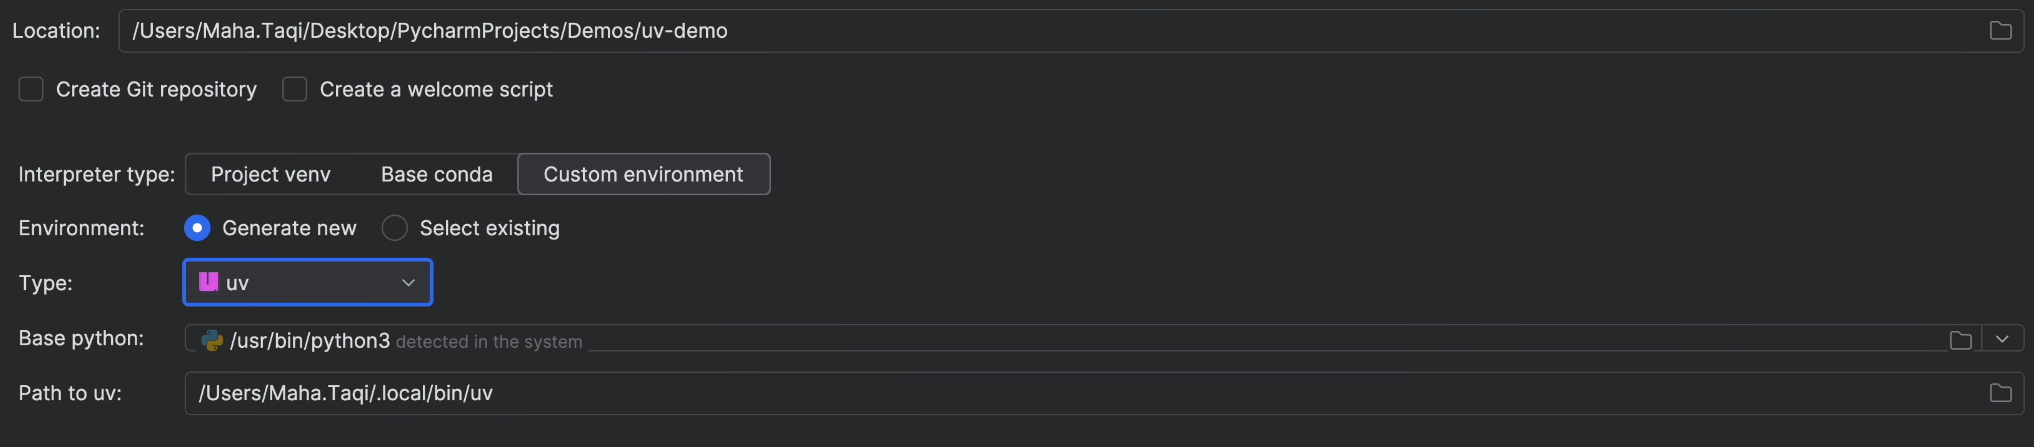 Location: /Users/Maha.Taqi/Desktop/PycharmProjects/Demos/uv-demo
Create Git repository Create a welcome script
Interpreter type: Project venv Base conda Custom environment
Environment: Generate new Select existing
Type: uv
Base python: /usr/bin/python3 detected in the system
Path to uv: /Users/Maha.Taqi/.local/bin/uv